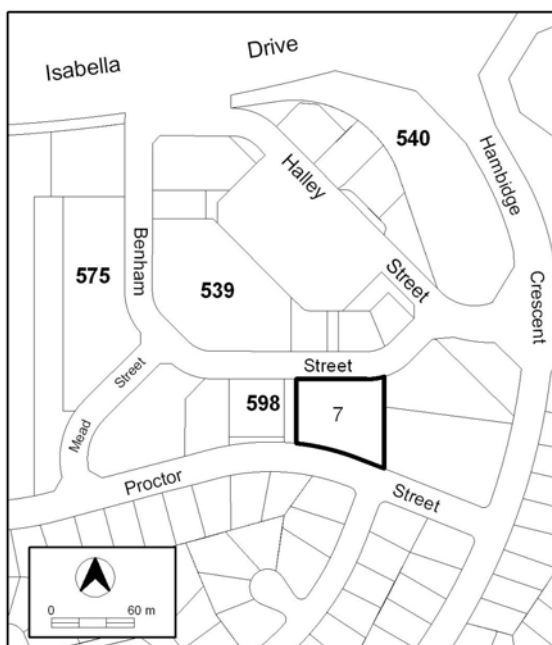 Isabella
Drive
540
Hambidge
Halley
Benham
575
539
Street
Crescent
Street
Street
598
7
Mead
Proctor
Street
0 60 m